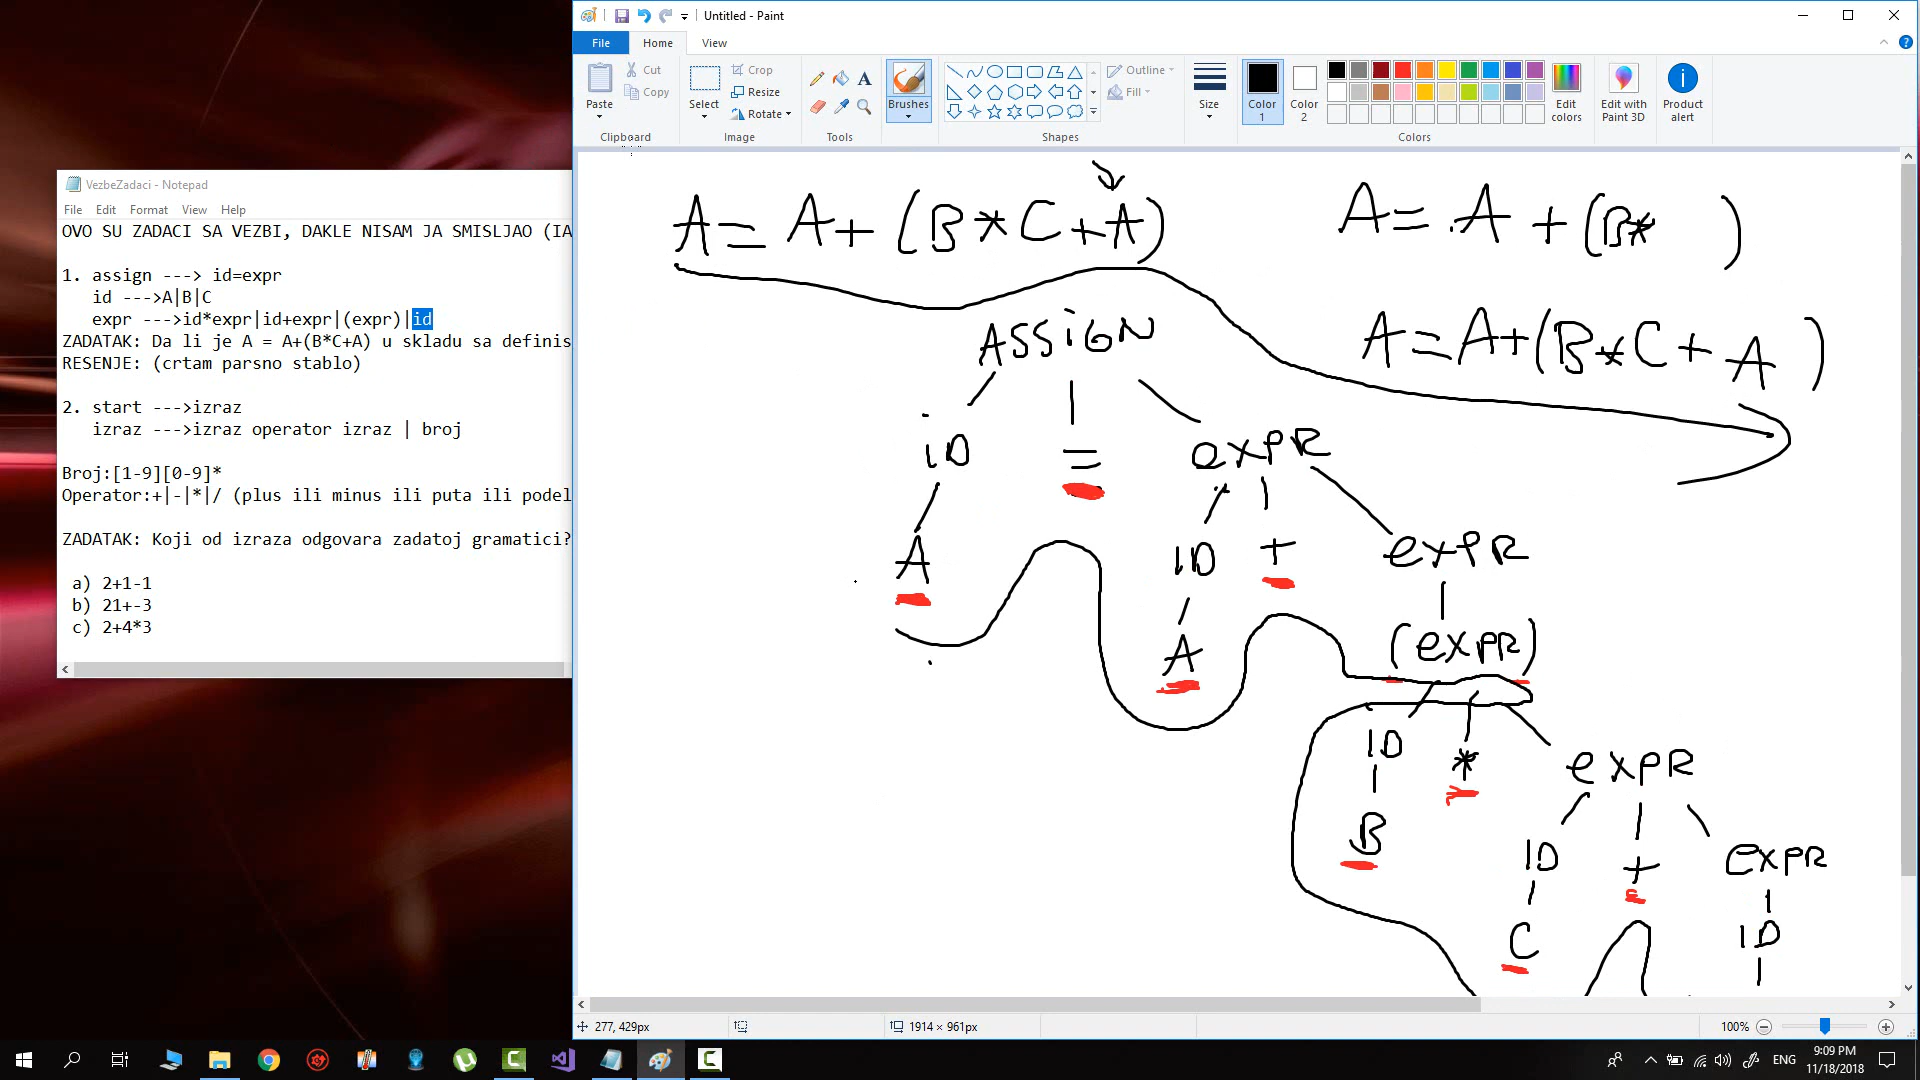 Untitled - Paint
File Home View
Paste
Cut
Copy
Clipboard
Select
Crop
Resize
Rotate
Image
Tools
Brushes
Shapes
Outline
Fill
Size
Color 1
Color 2
Colors
Edit colors
Edit with Paint 3D
Product alert
VezbeZadaci - Notepad
File Edit Format View Help
OVO SU ZADACI SA VEZBI, DAKLE NISAM JA SMISLJAO (IA
1. assign ---> id=expr
id --->A|B|C
expr --->id*expr|id+expr|(expr)|id
ZADATAK: Da li je A = A+(B*C+A) u skladu sa definis
RESENJE: (crtam parsno stablo)
2. start --->izraz
izraz --->izraz operator izraz | broj
Broj:[1-9][0-9]*
Operator:+|-|*|/ (plus ili minus ili puta ili podel
ZADATAK: Koji od izraza odgovara zadatoj gramatici?
a) 2+1-1
b) 21+-3
c) 2+4*3
A = A + (B * C + A)
A = A + (B* )
A = A + (B * C + A )
ASSiGN
iD = exPR
A ID + exPR
A (exPR)
ID * exPR
B ID + EXPR
C ID
277, 429px
1914 × 961px
100%
ENG
9:09 PM
11/18/2018